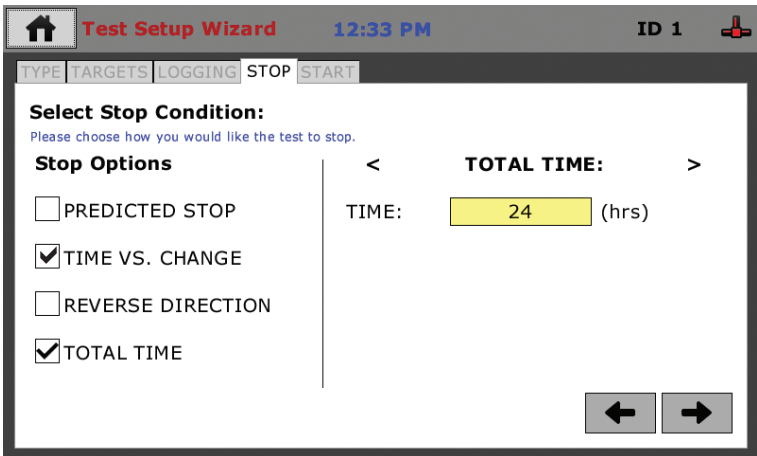 Test Setup Wizard 12:33 PM ID 1
TYPE TARGETS LOGGING STOP START
Select Stop Condition:
Please choose how you would like the test to stop.
Stop Options < TOTAL TIME: >
PREDICTED STOP TIME: 24 (hrs)
TIME VS. CHANGE
REVERSE DIRECTION
TOTAL TIME